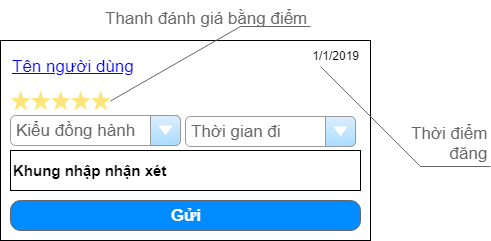 Thanh đánh giá bằng điểm
1/1/2019
Tên người dùng
Kiểu đồng hành
Thời gian đi
Thời điểm
đăng
Khung nhập nhận xét
Gửi